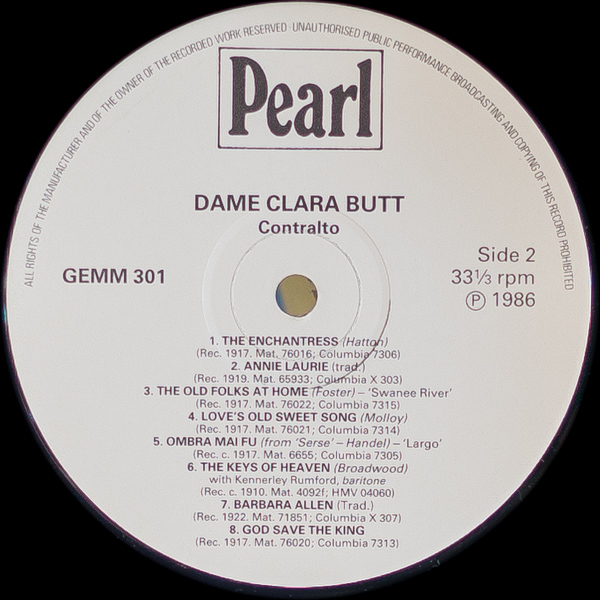 ALL RIGHTS OF THE MANUFACTURER AND OF THE OWNER OF THE RECORDED WORK RESERVED · UNAUTHORISED PUBLIC PERFORMANCE BROADCASTING AND COPYING OF THIS RECORD PROHIBITED
Pearl
DAME CLARA BUTT
Contralto
GEMM 301
Side 2
33⅓ rpm
Ⓟ 1986
1. THE ENCHANTRESS (Hatton)
(Rec. 1917. Mat. 76016; Columbia 7306)
2. ANNIE LAURIE (trad.)
(Rec. 1919. Mat. 65933; Columbia X 303)
3. THE OLD FOLKS AT HOME (Foster) – ‘Swanee River’
(Rec. 1917. Mat. 76022; Columbia 7315)
4. LOVE'S OLD SWEET SONG (Molloy)
(Rec. 1917. Mat. 76021; Columbia 7314)
5. OMBRA MAI FU (from ‘Serse’ – Handel) – ‘Largo’
(Rec. c. 1917. Mat. 6655; Columbia 7305)
6. THE KEYS OF HEAVEN (Broadwood)
with Kennerley Rumford, baritone
(Rec. c. 1910. Mat. 4092f; HMV 04060)
7. BARBARA ALLEN (Trad.)
(Rec. 1922. Mat. 71851; Columbia X 307)
8. GOD SAVE THE KING
(Rec. 1917. Mat. 76020; Columbia 7313)